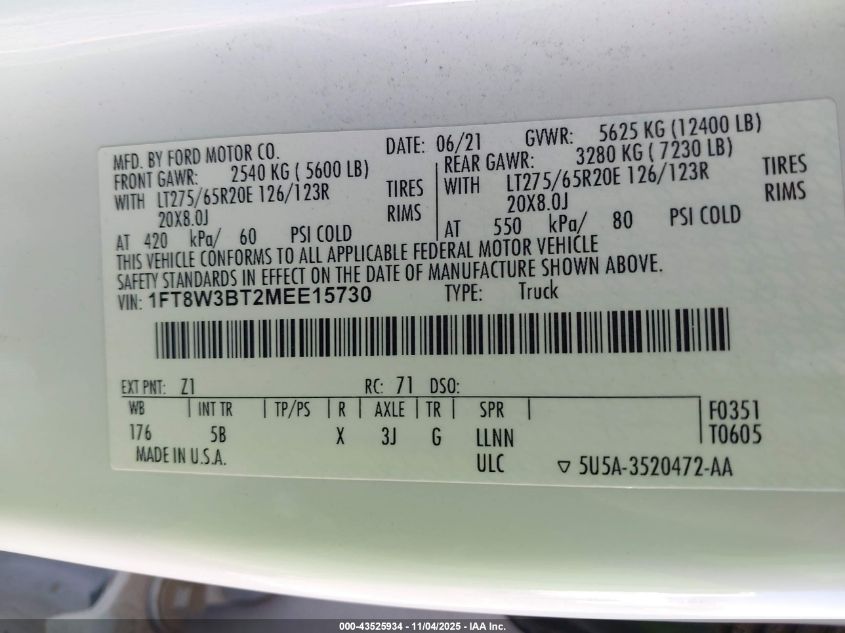 MFD. BY FORD MOTOR CO. DATE: 06/21 GVWR: 5625 KG (12400 LB)
FRONT GAWR: 2540 KG ( 5600 LB) REAR GAWR: 3280 KG ( 7230 LB)
WITH LT275/65R20E 126/123R TIRES WITH LT275/65R20E 126/123R TIRES
20X8.0J RIMS 20X8.0J RIMS
AT 420 kPa/ 60 PSI COLD AT 550 kPa/ 80 PSI COLD
THIS VEHICLE CONFORMS TO ALL APPLICABLE FEDERAL MOTOR VEHICLE
SAFETY STANDARDS IN EFFECT ON THE DATE OF MANUFACTURE SHOWN ABOVE.
VIN: 1FT8W3BT2MEE15730 TYPE: Truck
EXT PNT: Z1 RC: 71 DSO:
WB INT TR TP/PS R AXLE TR SPR F0351
176 5B X 3J G LLNN T0605
MADE IN U.S.A. ULC 5U5A-3520472-AA
000-43525934 - 11/04/2025 - IAA Inc.